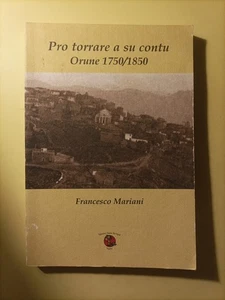 Pro torrare a su contu
Orune 1750/1850
Francesco Mariani